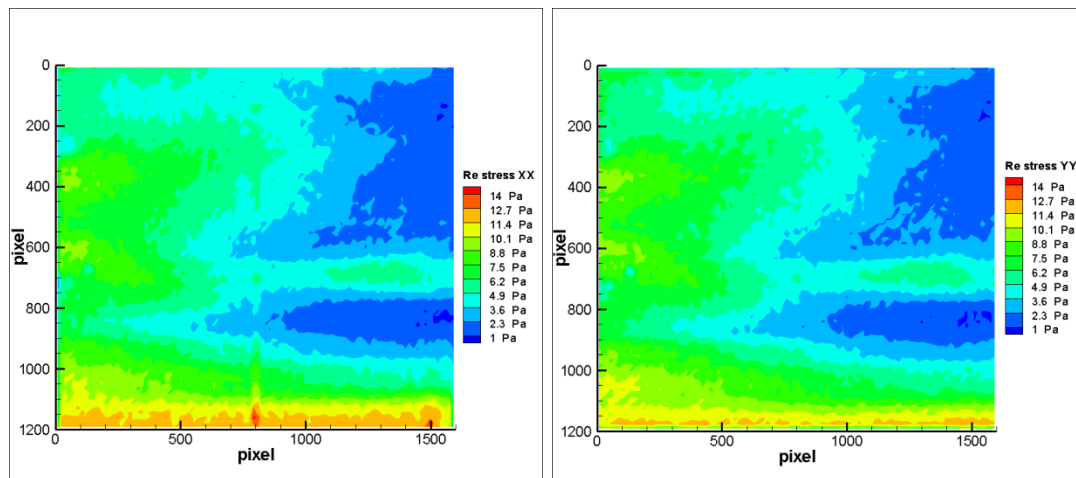 0
200
400
600
800
1000
1200
pixel
0 500 1000 1500
pixel
Re stress XX
14 Pa
12.7 Pa
11.4 Pa
10.1 Pa
8.8 Pa
7.5 Pa
6.2 Pa
4.9 Pa
3.6 Pa
2.3 Pa
1 Pa
0
200
400
600
800
1000
1200
pixel
0 500 1000 1500
pixel
Re stress YY
14 Pa
12.7 Pa
11.4 Pa
10.1 Pa
8.8 Pa
7.5 Pa
6.2 Pa
4.9 Pa
3.6 Pa
2.3 Pa
1 Pa